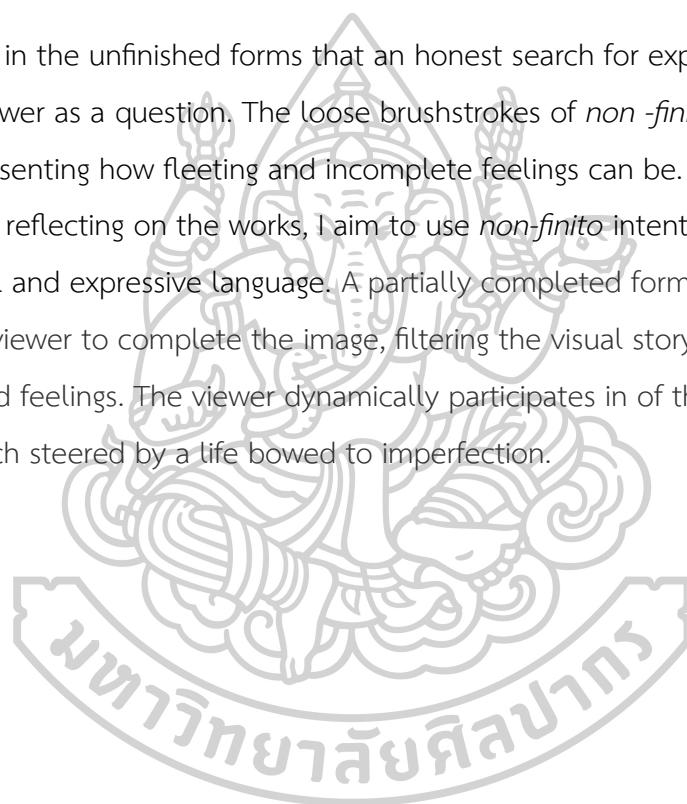 in the unfinished forms that an honest search for exp
wer as a question. The loose brushstrokes of non -fini
senting how fleeting and incomplete feelings can be.
reflecting on the works, I aim to use non-finito intent
and expressive language. A partially completed form
viewer to complete the image, filtering the visual story
d feelings. The viewer dynamically participates in of th
ch steered by a life bowed to imperfection.
มหาวิทยาลัยศิลปากร